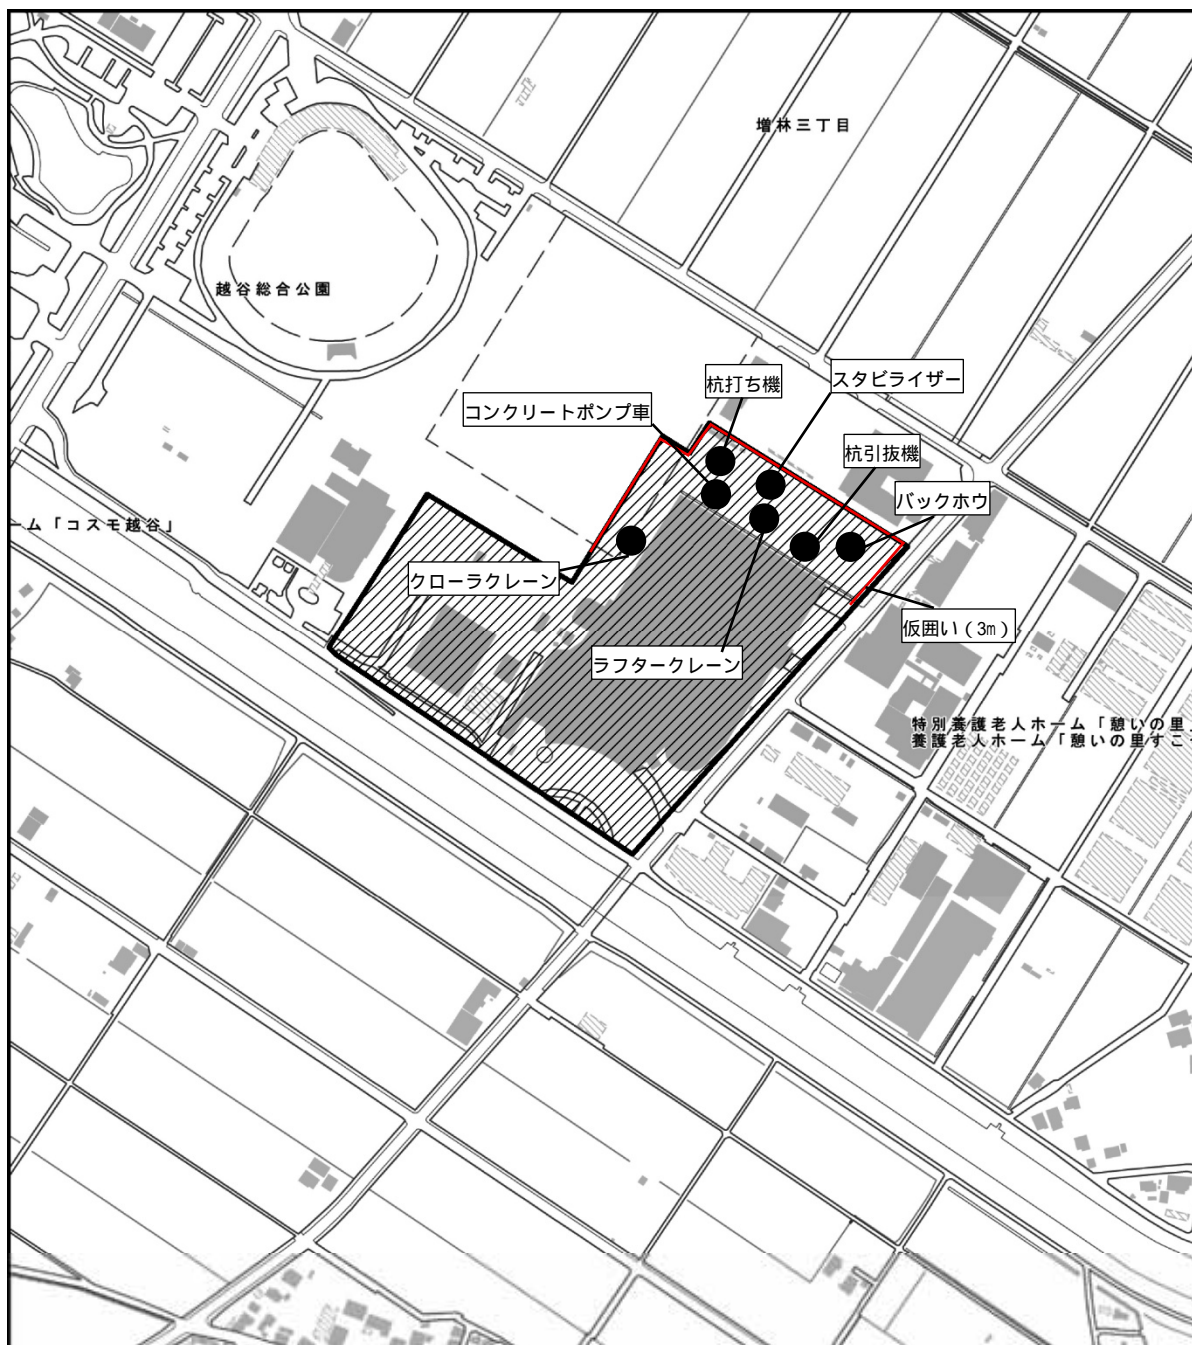 増林三丁目
越谷総合公園
スタビライザー
杭打ち機
コンクリートポンプ車
杭引抜機
バックホウ
ーム「コスモ越谷」
クローラクレーン
仮囲い(3m)
ラフタークレーン
特別養護老人ホーム「憩いの里」
養護老人ホーム「憩いの里すこ